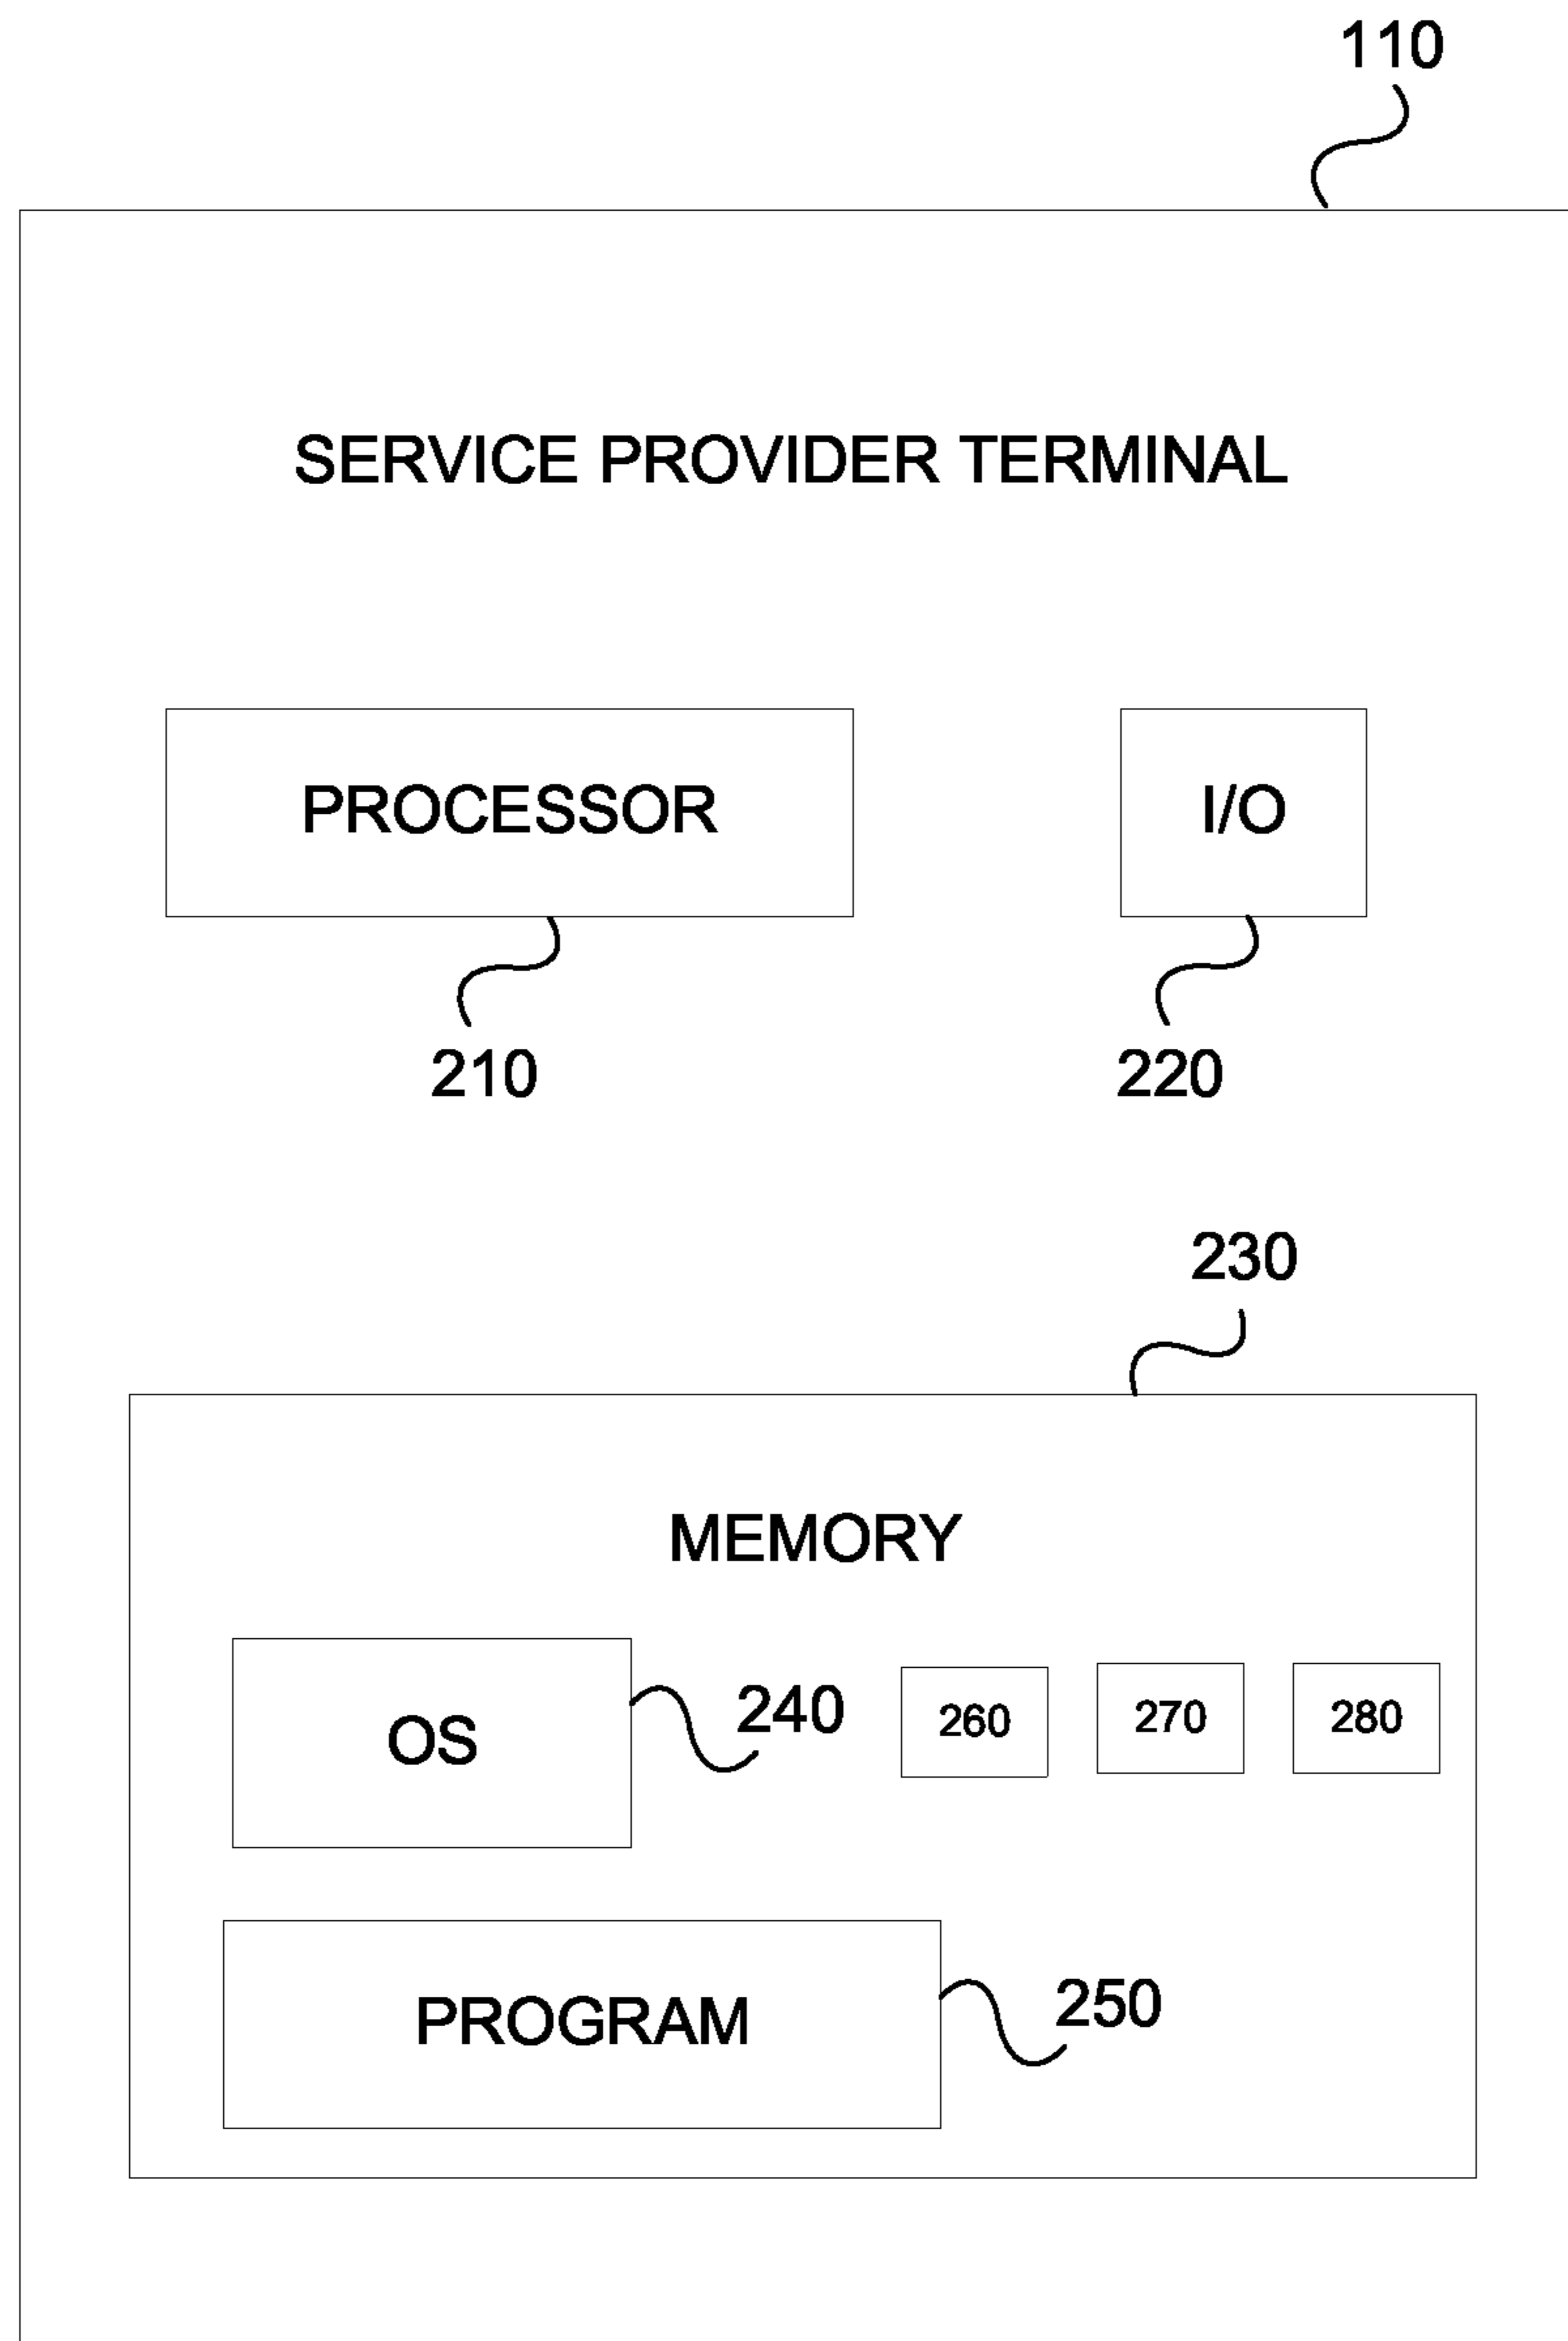 110
SERVICE PROVIDER TERMINAL
PROCESSOR
I/O
210
220
230
MEMORY
OS
240
260
270
280
PROGRAM
250